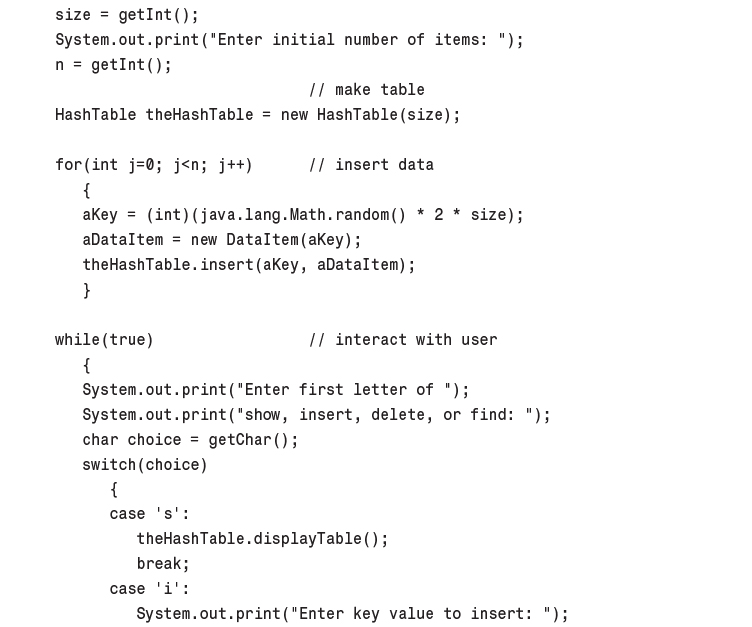 size = getInt();
System.out.print("Enter initial number of items: ");
n = getInt();
// make table
HashTable theHashTable = new HashTable(size);
for(int j=0; j<n; j++) // insert data
{
aKey = (int)(java.lang.Math.random() * 2 * size);
aDataItem = new DataItem(aKey);
theHashTable.insert(aKey, aDataItem);
}
while(true) // interact with user
{
System.out.print("Enter first letter of ");
System.out.print("show, insert, delete, or find: ");
char choice = getChar();
switch(choice)
{
case 's':
theHashTable.displayTable();
break;
case 'i':
System.out.print("Enter key value to insert: ");